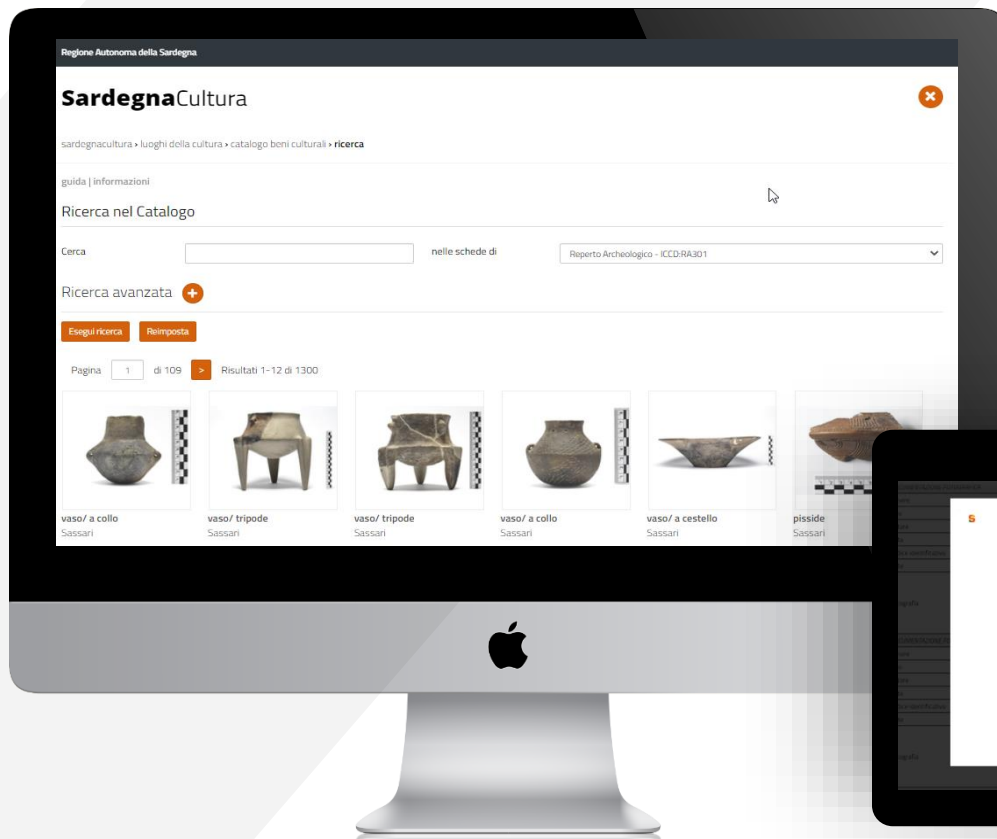 Regione Autonoma della Sardegna
SardegnaCultura
sardegnacultura › luoghi della cultura › catalogo beni culturali › ricerca
guida | informazioni
Ricerca nel Catalogo
Cerca
nelle schede di
Reperto Archeologico - ICCD:RA301
Ricerca avanzata
Esegui ricerca
Reimposta
Pagina 1 di 109 > Risultati 1-12 di 1300
vaso/ a collo
Sassari
vaso/ tripode
Sassari
vaso/ tripode
Sassari
vaso/ a collo
Sassari
vaso/ a cestello
Sassari
pisside
Sassari
S